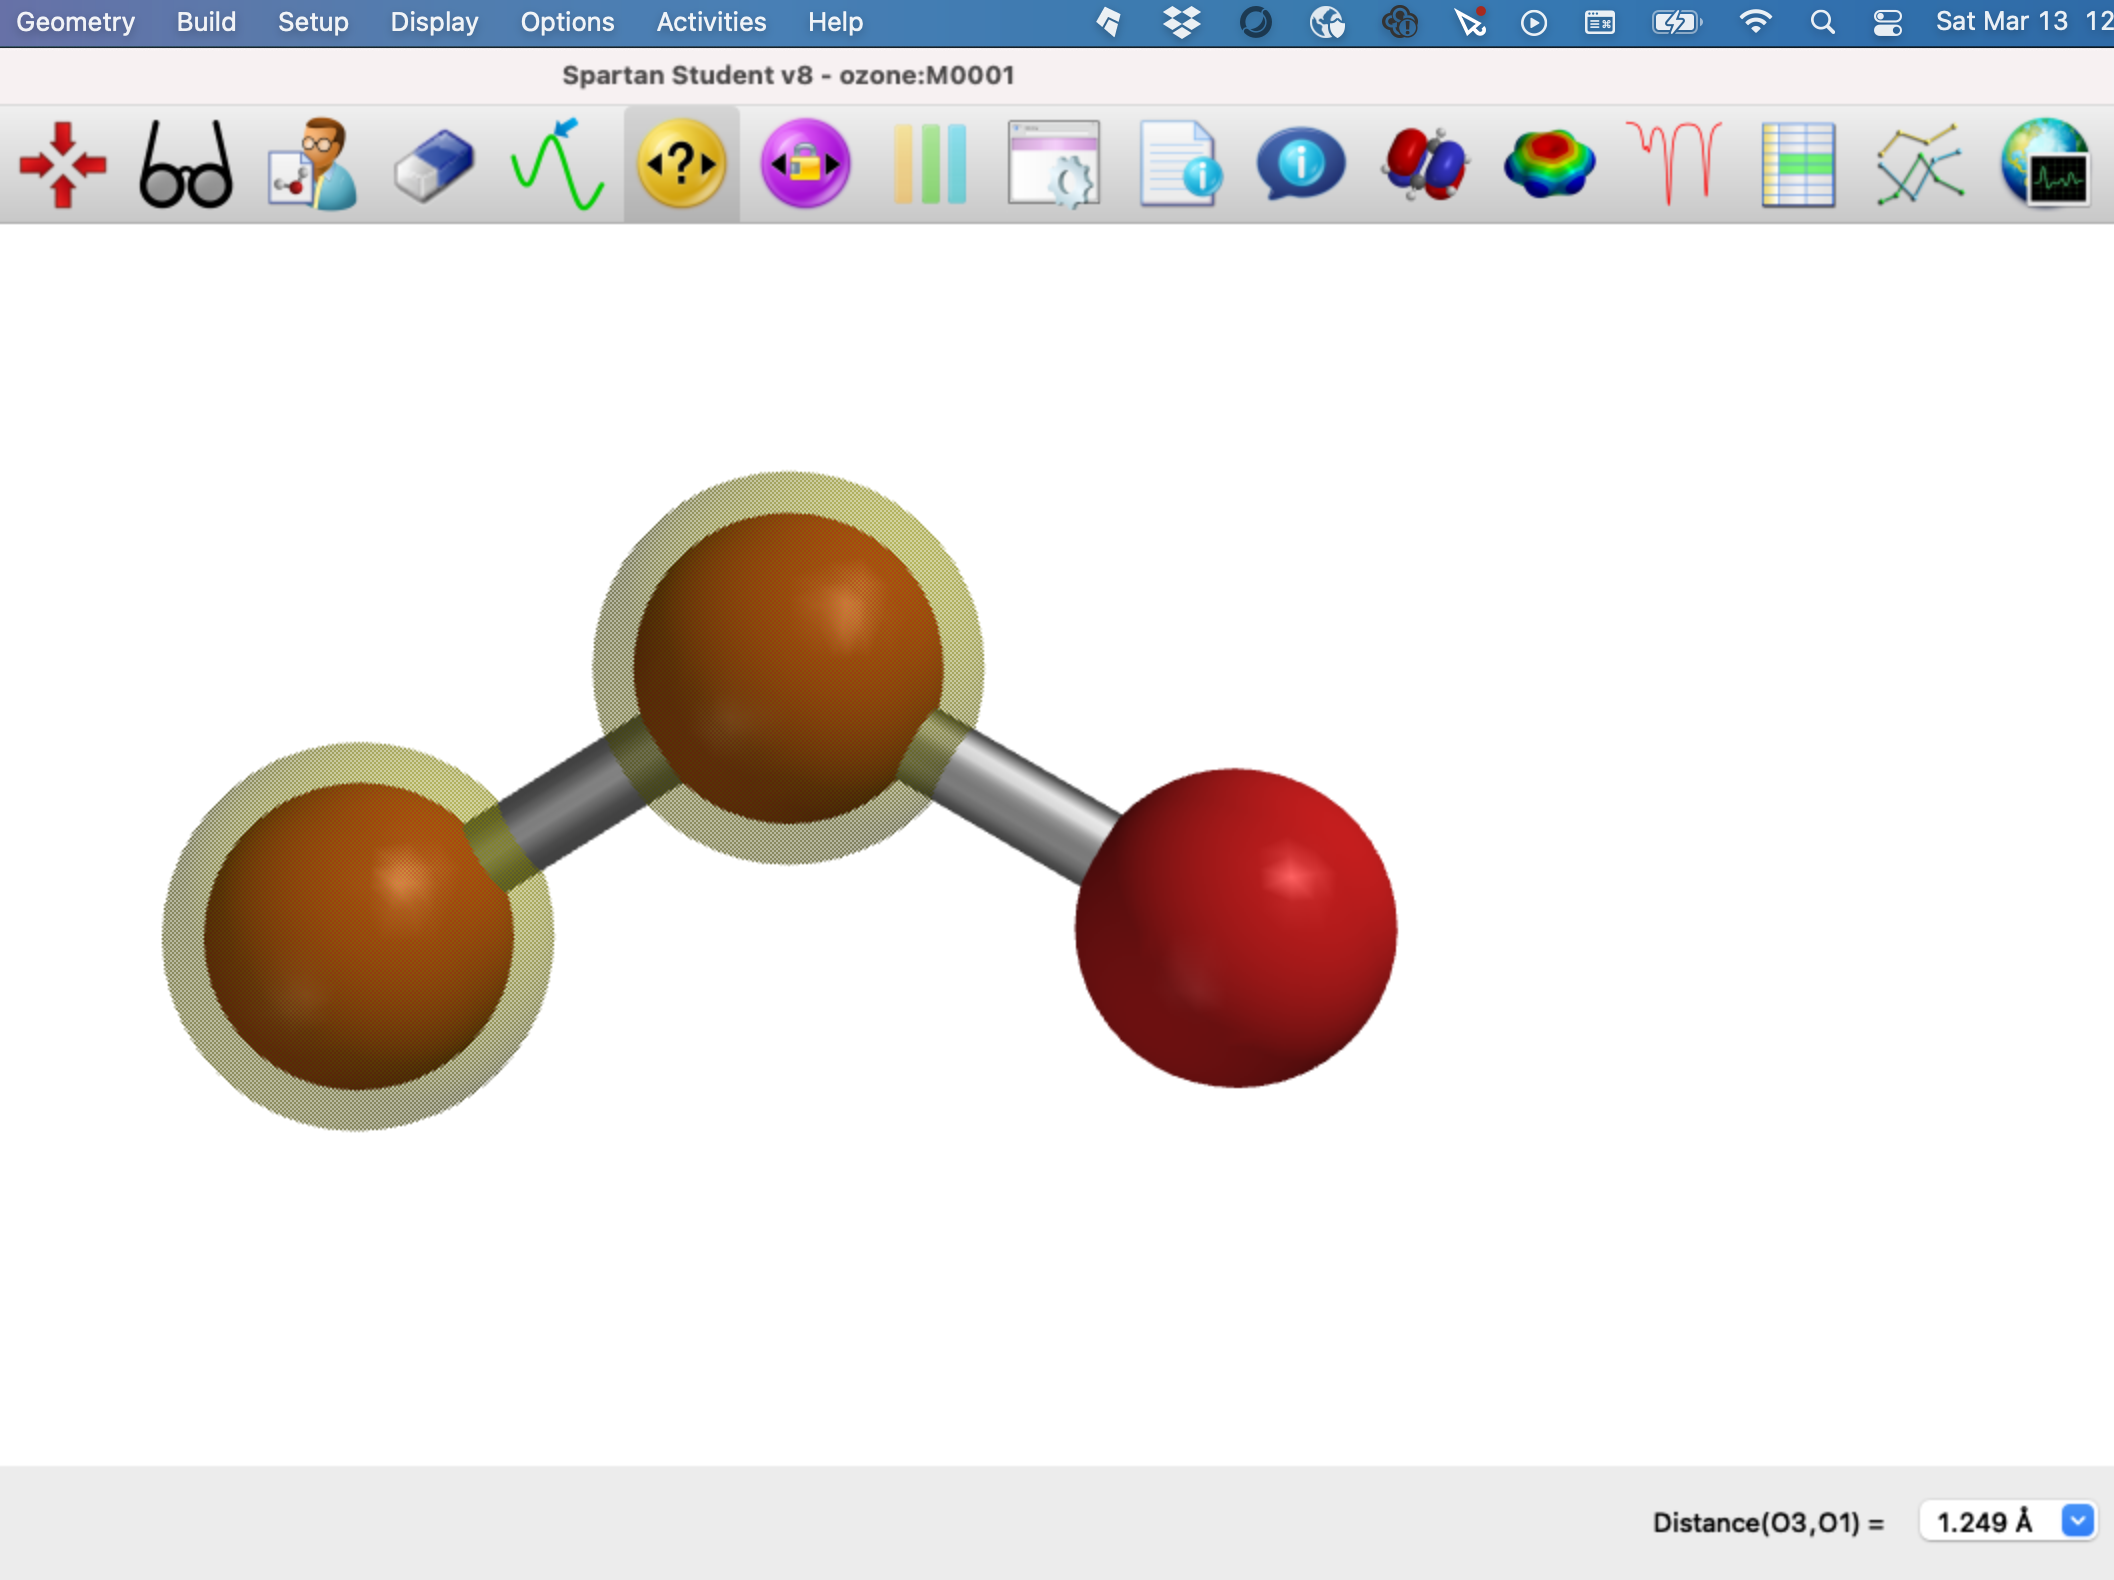 Geometry Build Setup Display Options Activities Help Sat Mar 13 12
Spartan Student v8 - ozone:M0001
?
Distance(O3,O1) = 1.249 Å